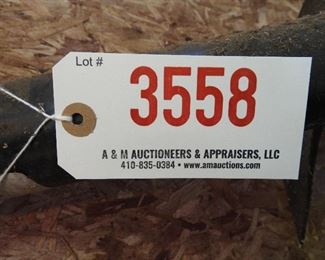 Lot #
3558
A & M AUCTIONEERS & APPRAISERS, LLC
410-835-0384 • www.amauctions.com